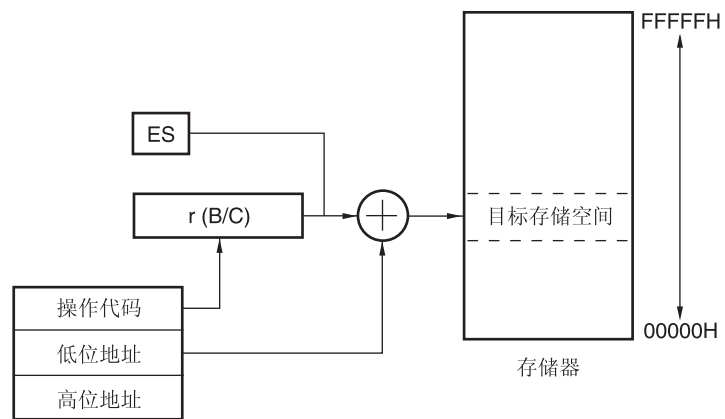 FFFFFH
ES
r (B/C)
目标存储空间
操作代码
低位地址
高位地址
00000H
存储器